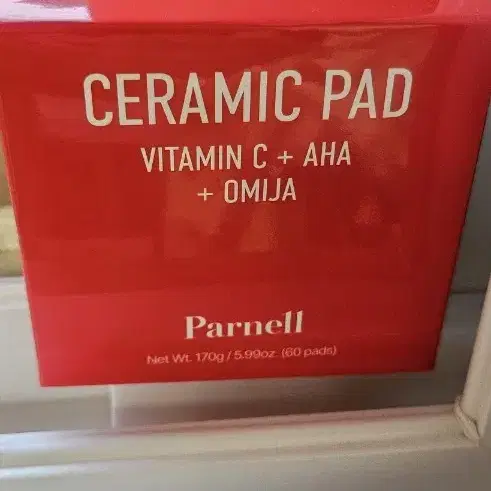 CERAMIC PAD
VITAMIN C + AHA
+ OMIJA
Parnell
Net Wt. 170g / 5.99oz. (60 pads)